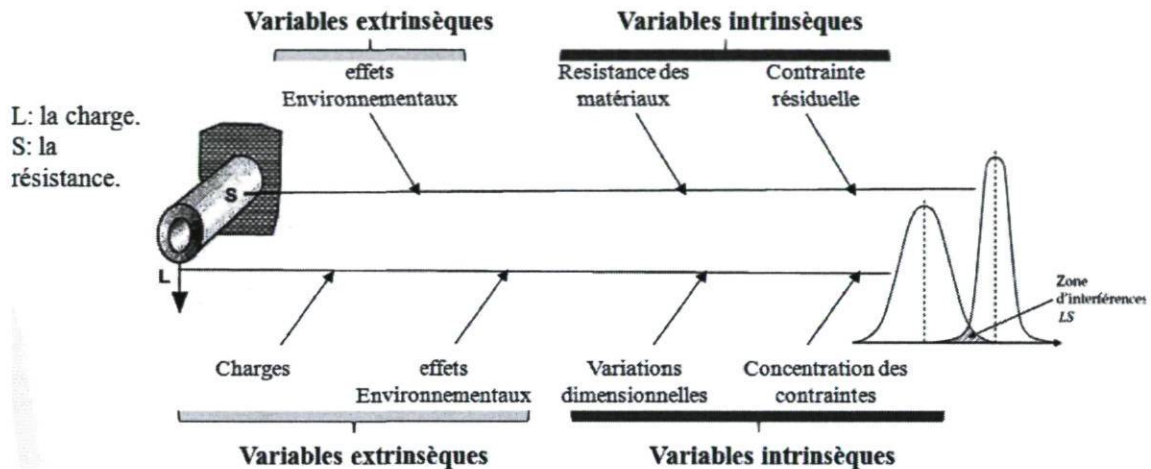 Variables extrinsèques
Variables intrinsèques
effets
Environnementaux
Resistance des
matériaux
Contrainte
résiduelle
L: la charge.
S: la
résistance.
S
L
Zone
d'interférences
LS
Charges
effets
Environnementaux
Variations
dimensionnelles
Concentration des
contraintes
Variables extrinsèques
Variables intrinsèques